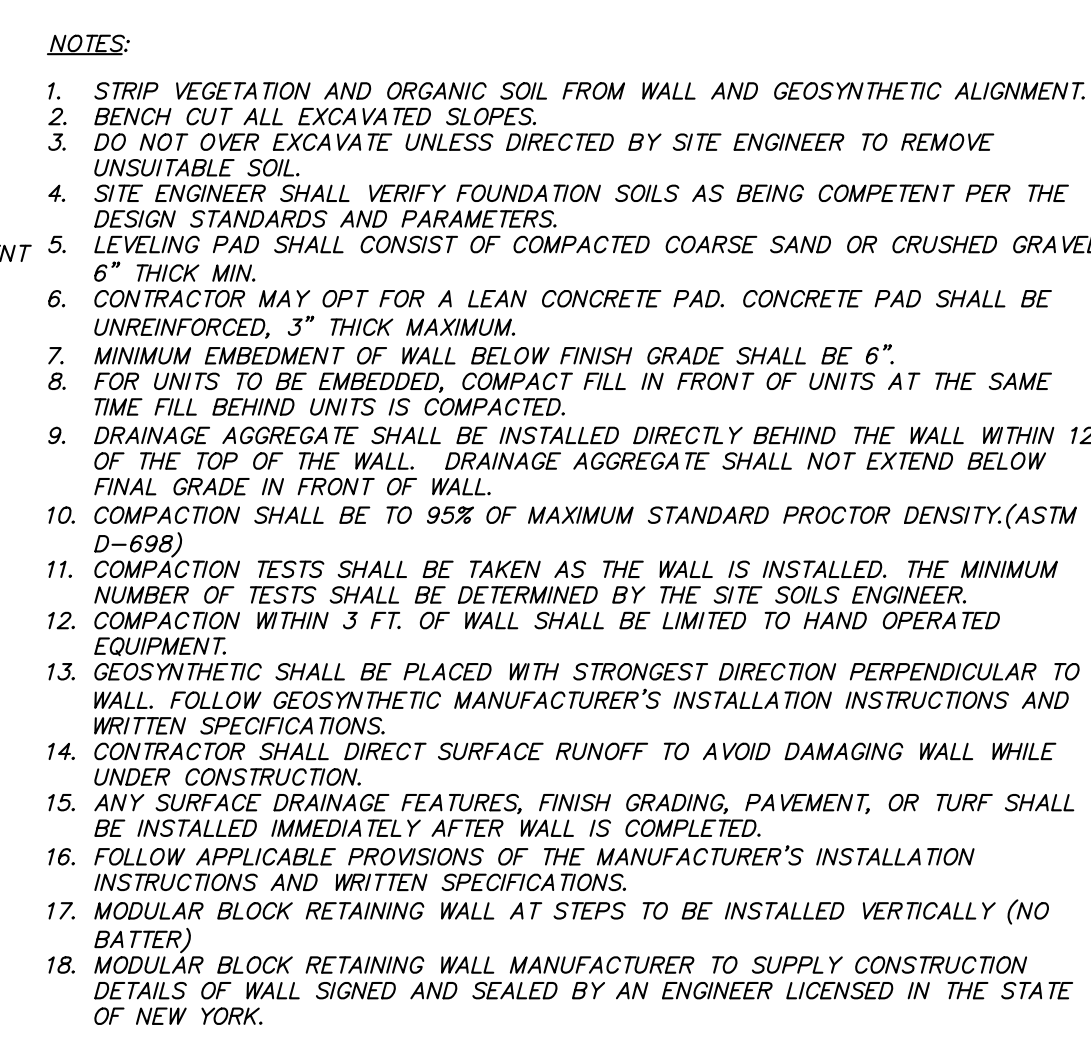 NOTES:
1. STRIP VEGETATION AND ORGANIC SOIL FROM WALL AND GEOSYNTHETIC ALIGNMENT.
2. BENCH CUT ALL EXCAVATED SLOPES.
3. DO NOT OVER EXCAVATE UNLESS DIRECTED BY SITE ENGINEER TO REMOVE
UNSUITABLE SOIL.
4. SITE ENGINEER SHALL VERIFY FOUNDATION SOILS AS BEING COMPETENT PER THE
DESIGN STANDARDS AND PARAMETERS.
5. LEVELING PAD SHALL CONSIST OF COMPACTED COARSE SAND OR CRUSHED GRAVEL
6" THICK MIN.
6. CONTRACTOR MAY OPT FOR A LEAN CONCRETE PAD. CONCRETE PAD SHALL BE
UNREINFORCED, 3" THICK MAXIMUM.
7. MINIMUM EMBEDMENT OF WALL BELOW FINISH GRADE SHALL BE 6".
8. FOR UNITS TO BE EMBEDDED, COMPACT FILL IN FRONT OF UNITS AT THE SAME
TIME FILL BEHIND UNITS IS COMPACTED.
9. DRAINAGE AGGREGATE SHALL BE INSTALLED DIRECTLY BEHIND THE WALL WITHIN 12
OF THE TOP OF THE WALL. DRAINAGE AGGREGATE SHALL NOT EXTEND BELOW
FINAL GRADE IN FRONT OF WALL.
10. COMPACTION SHALL BE TO 95% OF MAXIMUM STANDARD PROCTOR DENSITY.(ASTM
D-698)
11. COMPACTION TESTS SHALL BE TAKEN AS THE WALL IS INSTALLED. THE MINIMUM
NUMBER OF TESTS SHALL BE DETERMINED BY THE SITE SOILS ENGINEER.
12. COMPACTION WITHIN 3 FT. OF WALL SHALL BE LIMITED TO HAND OPERATED
EQUIPMENT.
13. GEOSYNTHETIC SHALL BE PLACED WITH STRONGEST DIRECTION PERPENDICULAR TO
WALL. FOLLOW GEOSYNTHETIC MANUFACTURER'S INSTALLATION INSTRUCTIONS AND
WRITTEN SPECIFICATIONS.
14. CONTRACTOR SHALL DIRECT SURFACE RUNOFF TO AVOID DAMAGING WALL WHILE
UNDER CONSTRUCTION.
15. ANY SURFACE DRAINAGE FEATURES, FINISH GRADING, PAVEMENT, OR TURF SHALL
BE INSTALLED IMMEDIATELY AFTER WALL IS COMPLETED.
16. FOLLOW APPLICABLE PROVISIONS OF THE MANUFACTURER'S INSTALLATION
INSTRUCTIONS AND WRITTEN SPECIFICATIONS.
17. MODULAR BLOCK RETAINING WALL AT STEPS TO BE INSTALLED VERTICALLY (NO
BATTER)
18. MODULAR BLOCK RETAINING WALL MANUFACTURER TO SUPPLY CONSTRUCTION
DETAILS OF WALL SIGNED AND SEALED BY AN ENGINEER LICENSED IN THE STATE
OF NEW YORK.